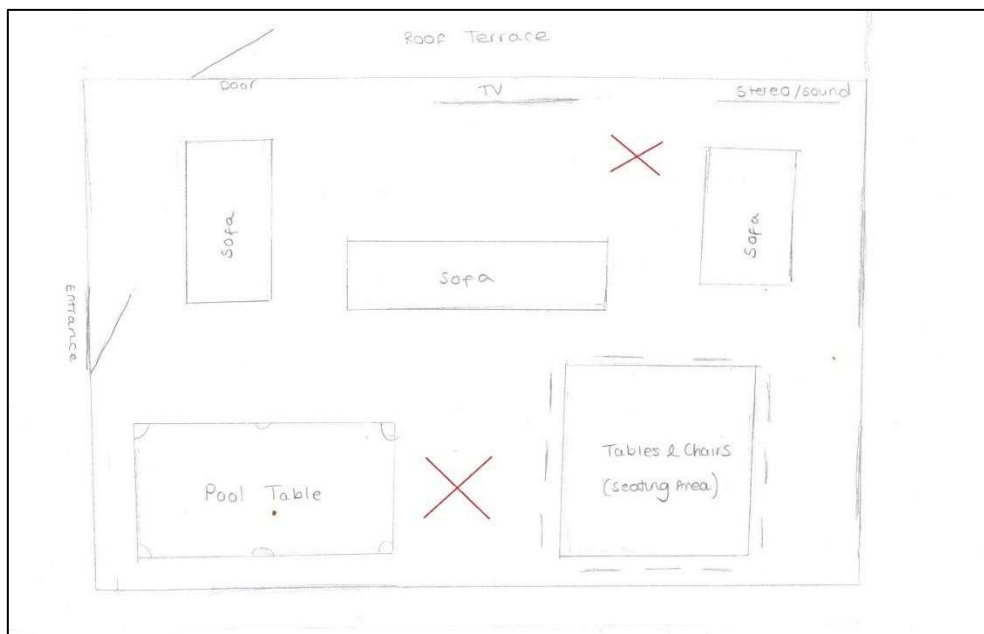 Roof Terrace
Door
TV
Stereo/sound
Sofa
Sofa
Sofa
Entrance
Tables & Chairs
(Seating Area)
Pool Table